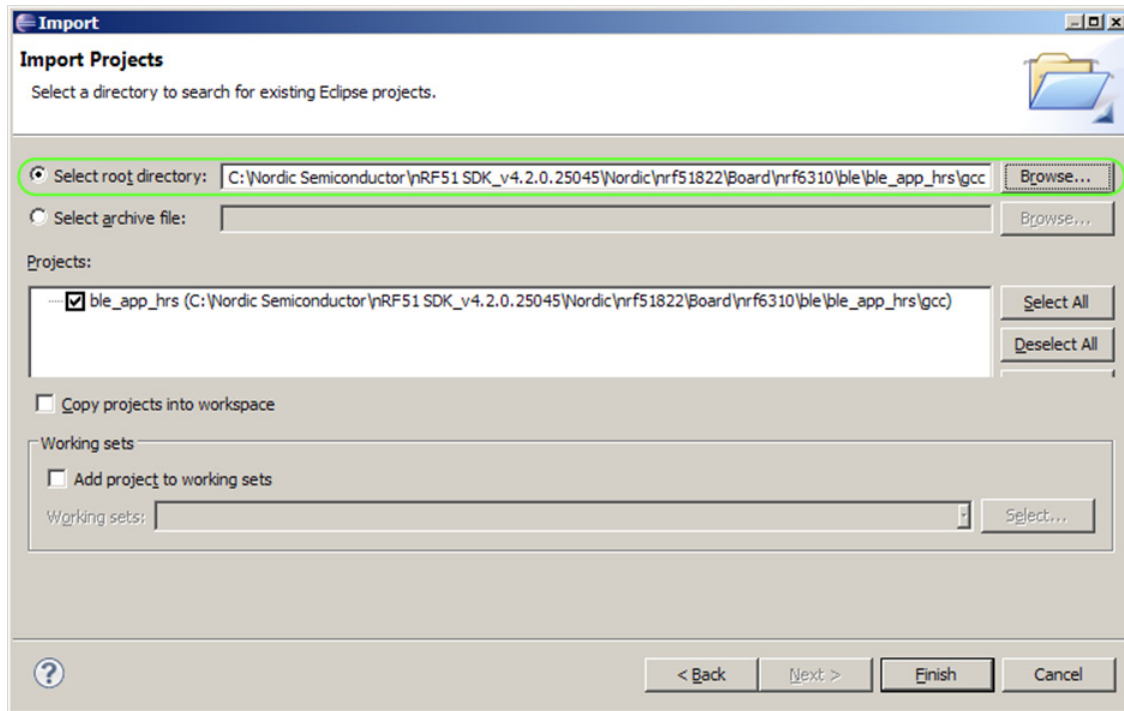 Import
Import Projects
Select a directory to search for existing Eclipse projects.
Select root directory: C:\Nordic Semiconductor\nRF51 SDK_v4.2.0.25045\Nordic\nrf51822\Board\nrf6310\ble\ble_app_hrs\gcc Browse...
Select archive file: Browse...
Projects:
ble_app_hrs (C:\Nordic Semiconductor\nRF51 SDK_v4.2.0.25045\Nordic\nrf51822\Board\nrf6310\ble\ble_app_hrs\gcc) Select All
Deselect All
Copy projects into workspace
Working sets
Add project to working sets
Working sets: Select...
? < Back Next > Finish Cancel